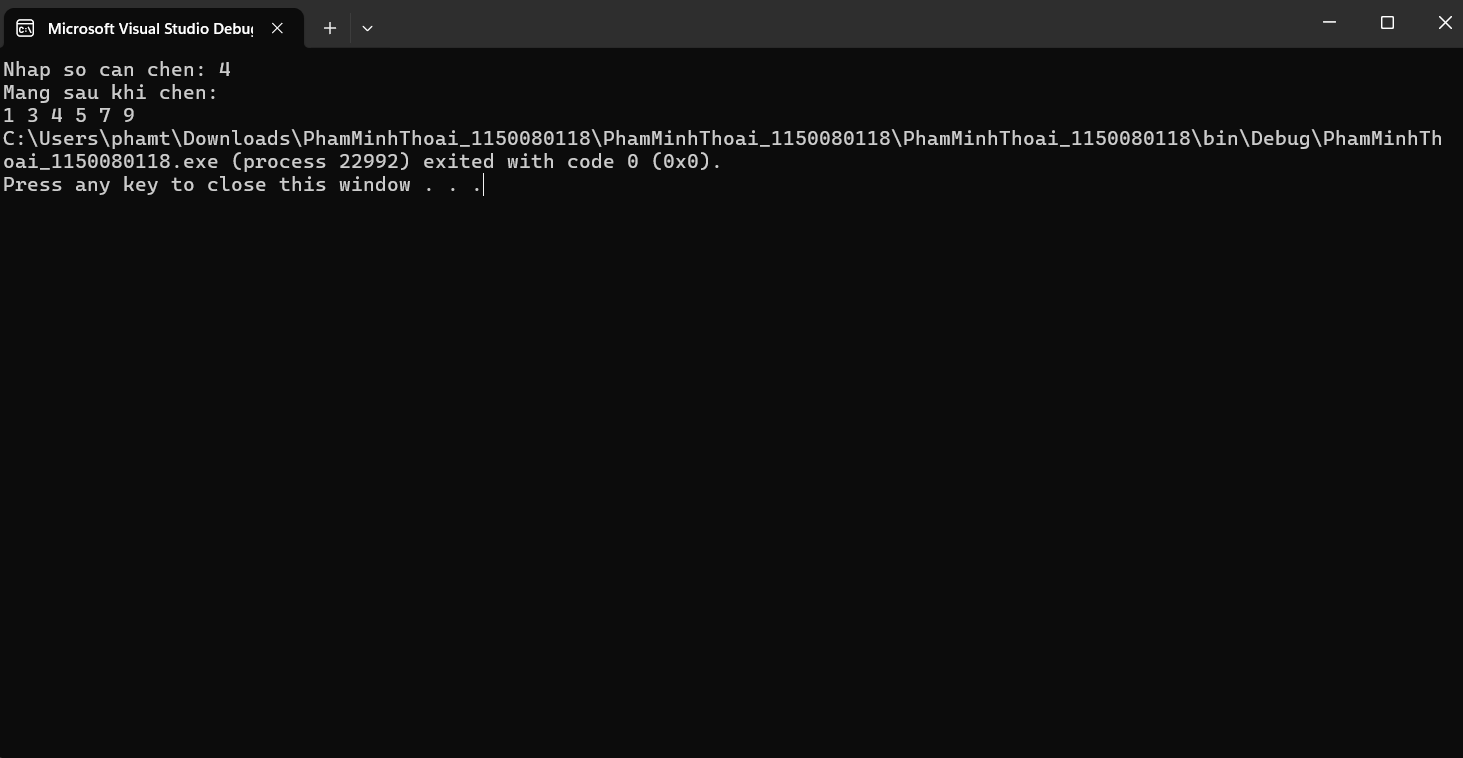 Microsoft Visual Studio Debug
Nhap so can chen: 4
Mang sau khi chen:
1 3 4 5 7 9
C:\Users\phamt\Downloads\PhamMinhThoai_1150080118\PhamMinhThoai_1150080118\PhamMinhThoai_1150080118\bin\Debug\PhamMinhTh
oai_1150080118.exe (process 22992) exited with code 0 (0x0).
Press any key to close this window . . .